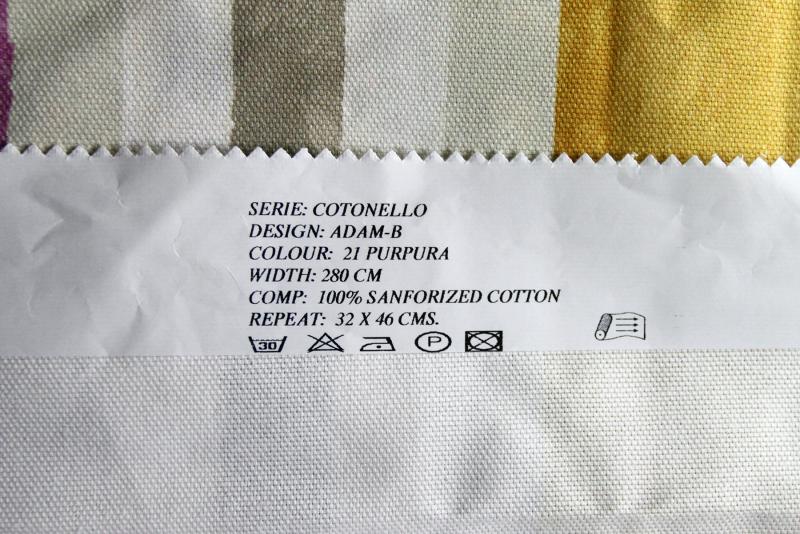 SERIE: COTONELLO
DESIGN: ADAM-B
COLOUR: 21 PURPURA
WIDTH: 280 CM
COMP: 100% SANFORIZED COTTON
REPEAT: 32 X 46 CMS.
30 P